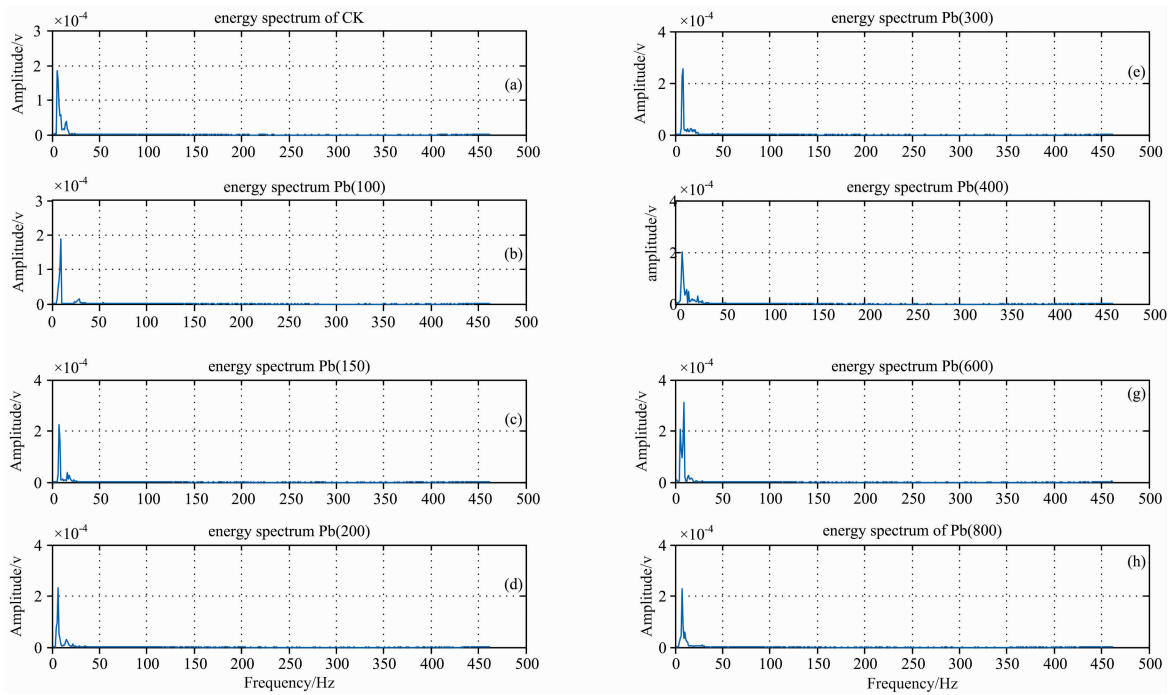 energy spectrum of CK
×10⁻⁴
3
2
1
0
Amplitude/v
(a)
0 50 100 150 200 250 300 350 400 450 500
energy spectrum Pb(100)
×10⁻⁴
3
2
1
0
Amplitude/v
(b)
0 50 100 150 200 250 300 350 400 450 500
energy spectrum Pb(150)
×10⁻⁴
4
2
0
Amplitude/v
(c)
0 50 100 150 200 250 300 350 400 450 500
energy spectrum Pb(200)
×10⁻⁴
4
2
0
Amplitude/v
(d)
0 50 100 150 200 250 300 350 400 450 500
Frequency/Hz
energy spectrum Pb(300)
×10⁻⁴
4
2
0
Amplitude/v
(e)
0 50 100 150 200 250 300 350 400 450 500
energy spectrum Pb(400)
×10⁻⁴
4
2
0
amplitude/v
0 50 100 150 200 250 300 350 400 450 500
energy spectrum Pb(600)
×10⁻⁴
4
2
0
Amplitude/v
(g)
0 50 100 150 200 250 300 350 400 450 500
energy spectrum of Pb(800)
×10⁻⁴
4
2
0
Amplitude/v
(h)
0 50 100 150 200 250 300 350 400 450 500
Frequency/Hz